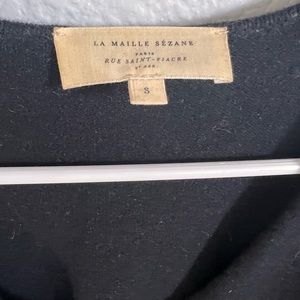 LA MAILLE SÉZANE
PARIS
RUE SAINT-FIACRE
S